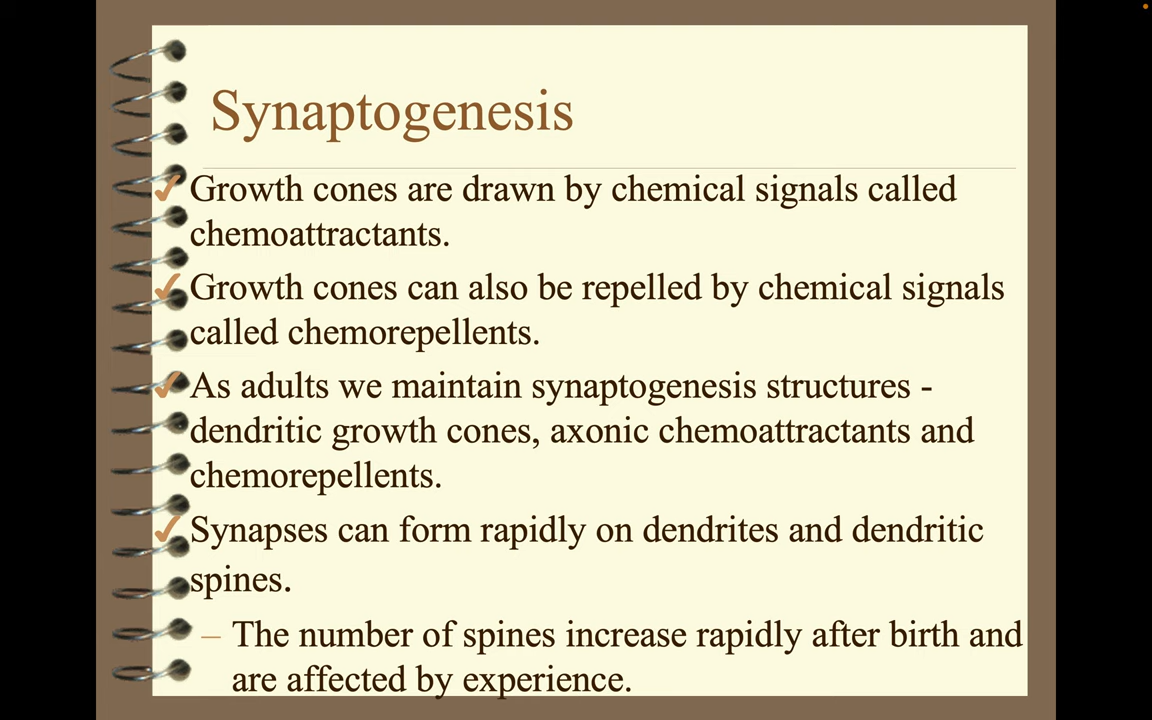 Synaptogenesis
✓ Growth cones are drawn by chemical signals called
chemoattractants.
✓ Growth cones can also be repelled by chemical signals
called chemorepellents.
✓ As adults we maintain synaptogenesis structures -
dendritic growth cones, axonic chemoattractants and
chemorepellents.
✓ Synapses can form rapidly on dendrites and dendritic
spines.
– The number of spines increase rapidly after birth and
are affected by experience.